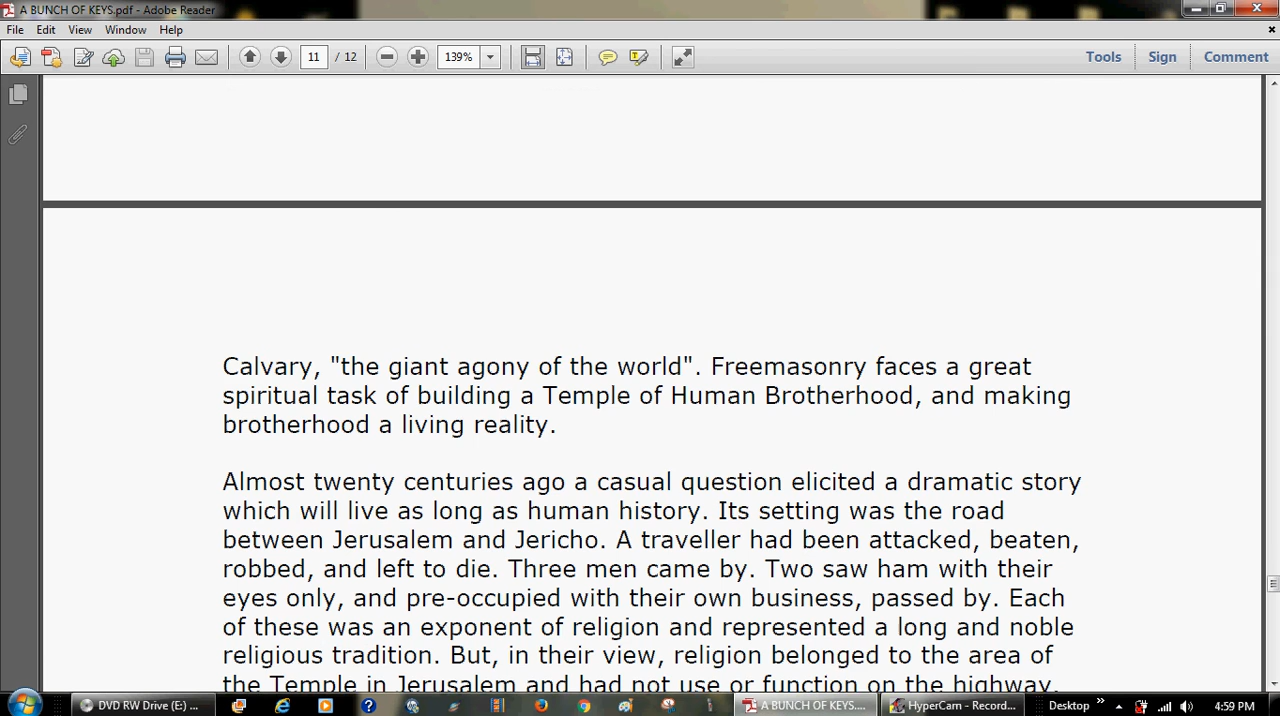 A BUNCH OF KEYS.pdf - Adobe Reader
File Edit View Window Help
11 / 12 139% Tools Sign Comment
Calvary, "the giant agony of the world". Freemasonry faces a great
spiritual task of building a Temple of Human Brotherhood, and making
brotherhood a living reality.
Almost twenty centuries ago a casual question elicited a dramatic story
which will live as long as human history. Its setting was the road
between Jerusalem and Jericho. A traveller had been attacked, beaten,
robbed, and left to die. Three men came by. Two saw ham with their
eyes only, and pre-occupied with their own business, passed by. Each
of these was an exponent of religion and represented a long and noble
religious tradition. But, in their view, religion belonged to the area of
the Temple in Jerusalem and had not use or function on the highway.
DVD RW Drive (E:) ... A BUNCH OF KEYS.... HyperCam - Record... Desktop » 4:59 PM